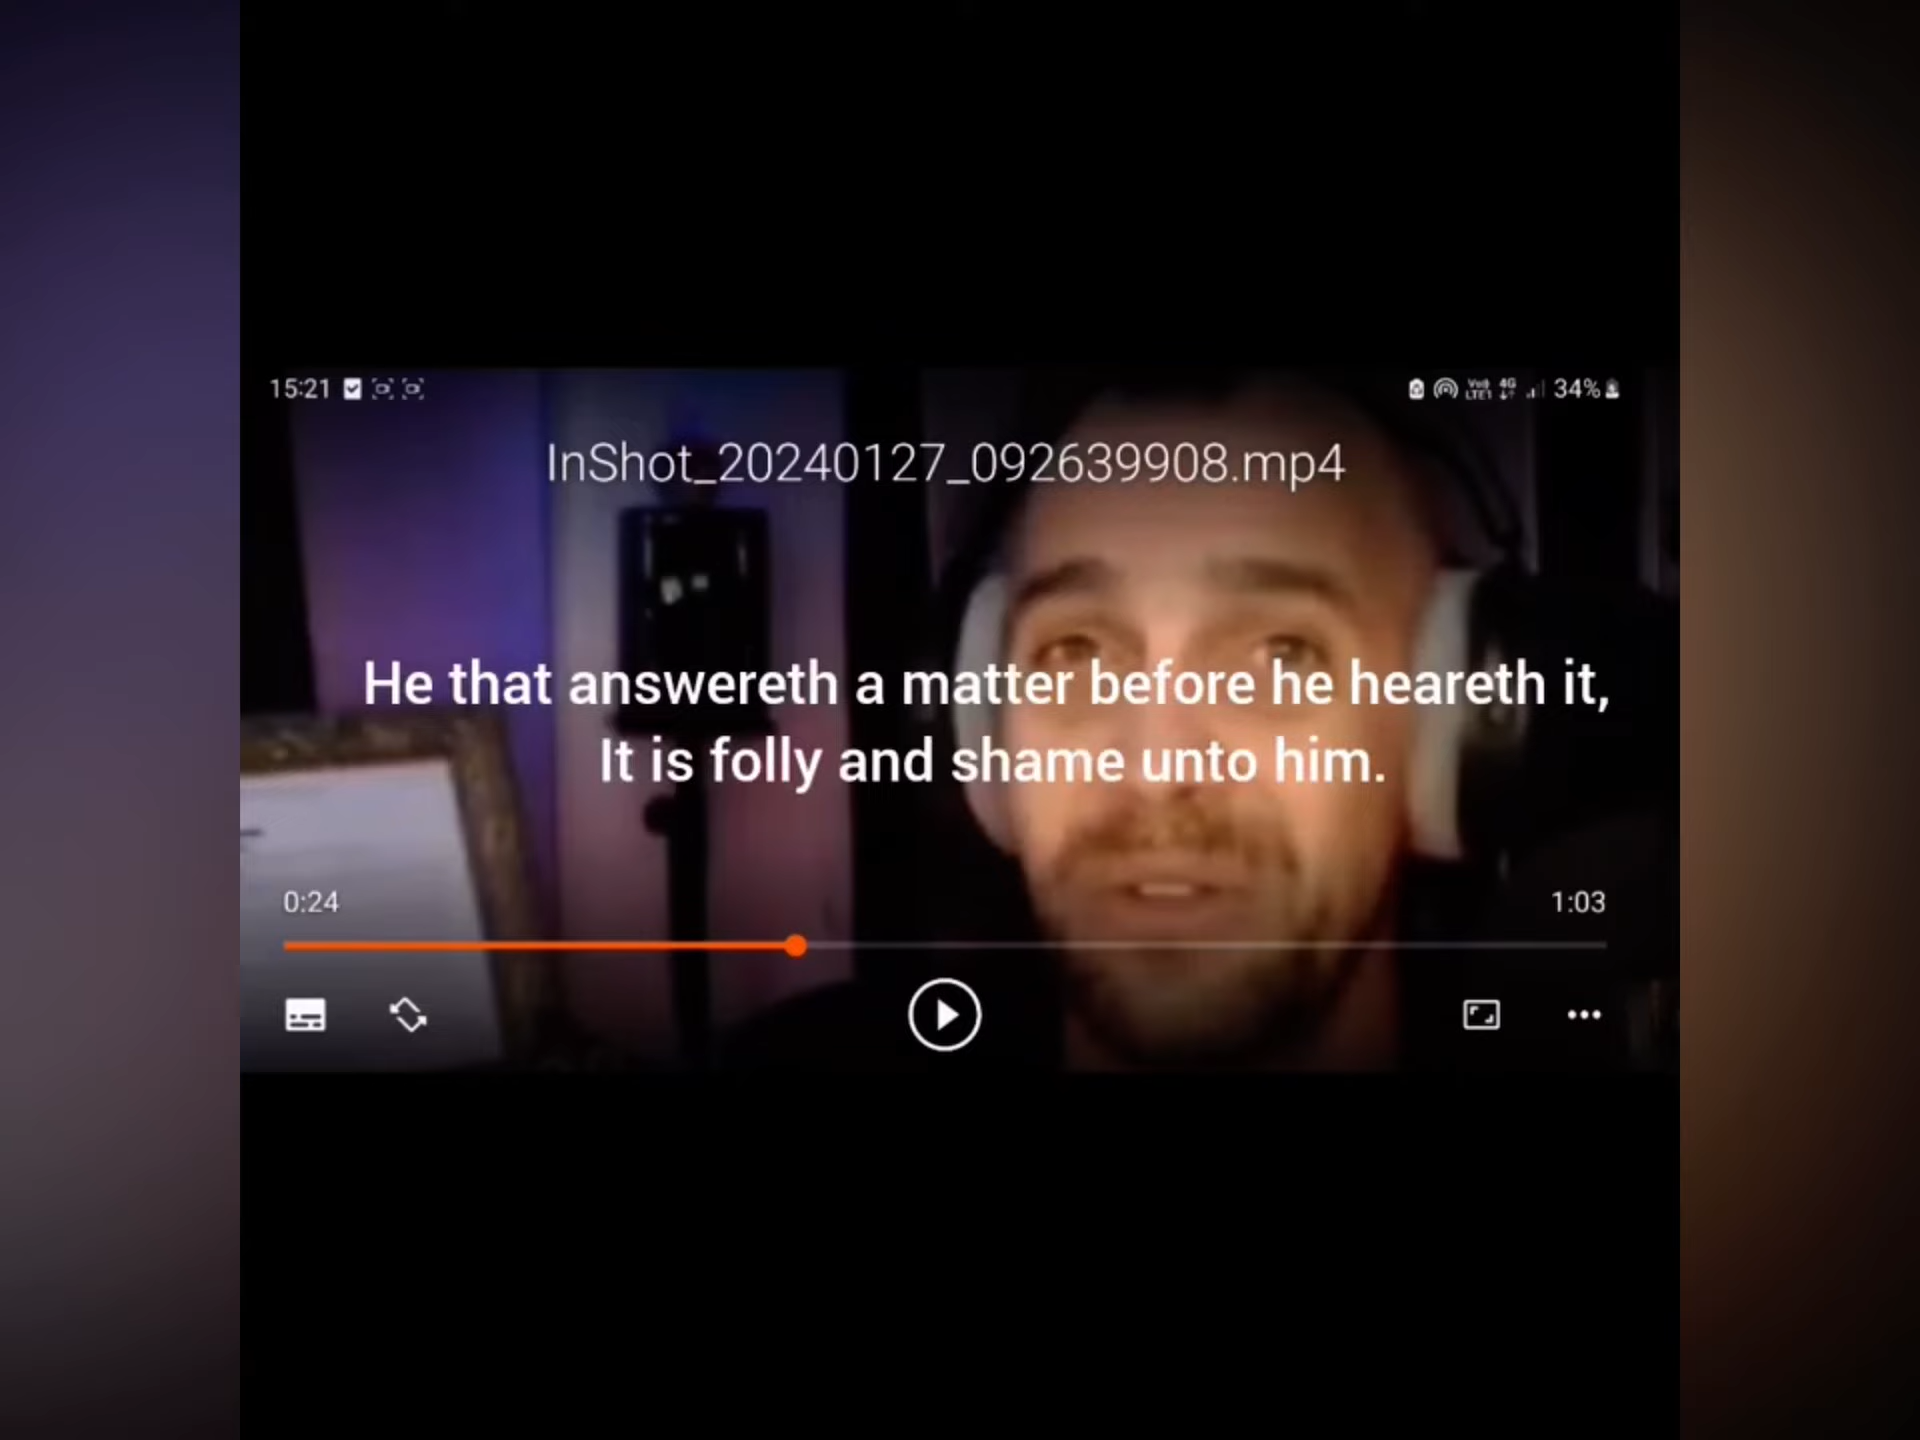 15:21
34%
InShot_20240127_092639908.mp4
He that answereth a matter before he heareth it,
It is folly and shame unto him.
0:24
1:03